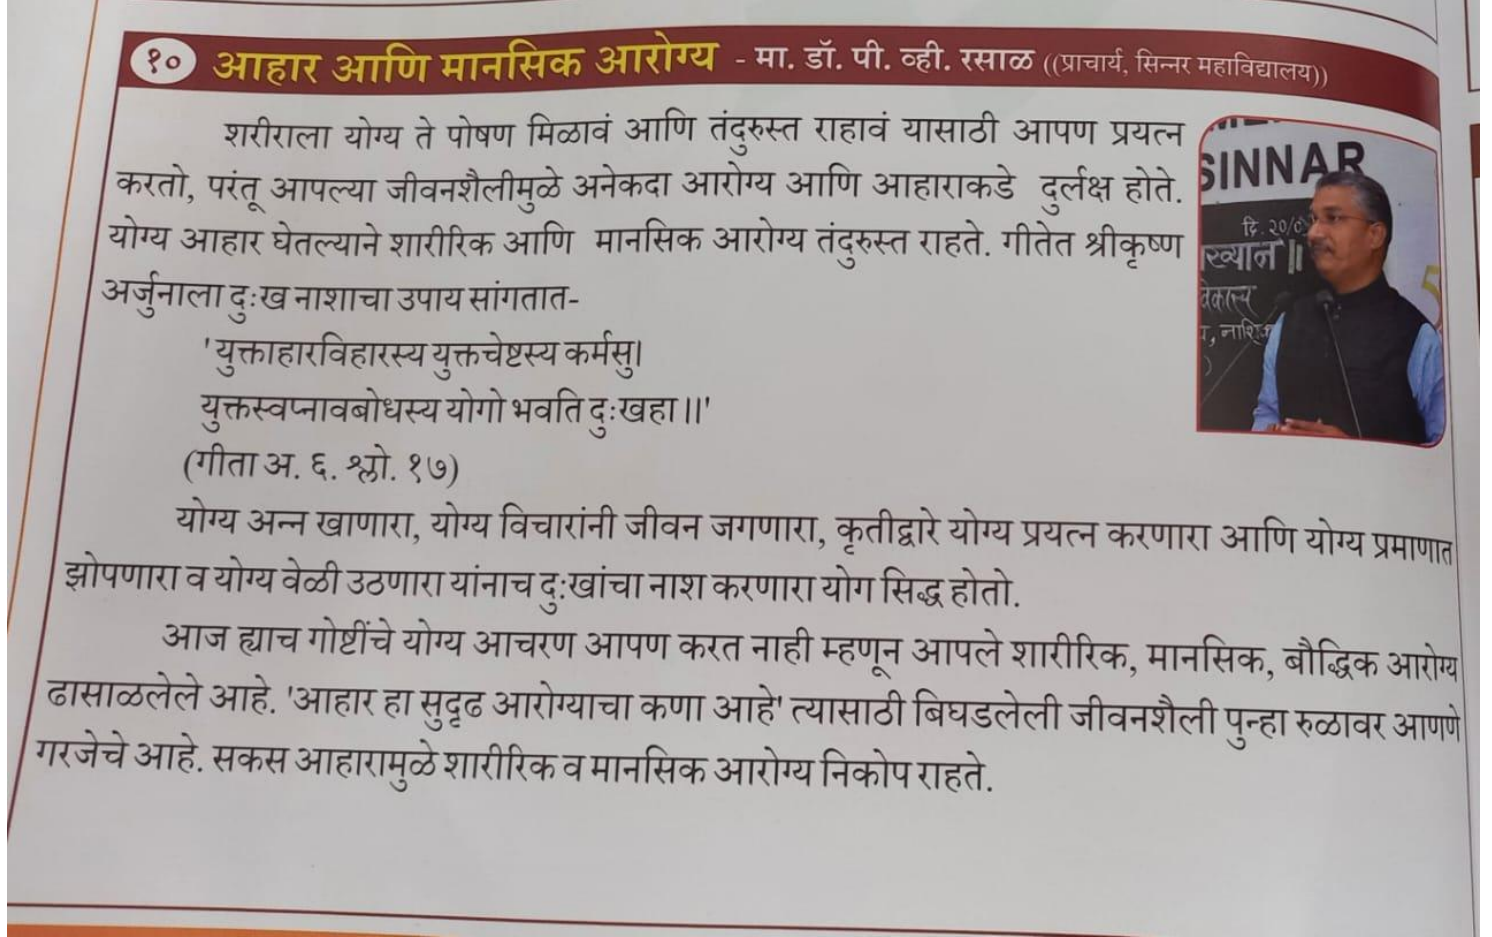 १० आहार आणि मानसिक आरोग्य - मा. डॉ. पी. व्ही. रसाळ ((प्राचार्य, सिन्नर महाविद्यालय))
शरीराला योग्य ते पोषण मिळावं आणि तंदुरुस्त राहावं यासाठी आपण प्रयत्न
करतो, परंतू आपल्या जीवनशैलीमुळे अनेकदा आरोग्य आणि आहाराकडे दुर्लक्ष होते.
योग्य आहार घेतल्याने शारीरिक आणि मानसिक आरोग्य तंदुरुस्त राहते. गीतेत श्रीकृष्ण
अर्जुनाला दुःख नाशाचा उपाय सांगतात-
'युक्ताहारविहारस्य युक्तचेष्टस्य कर्मसु।
युक्तस्वप्नावबोधस्य योगो भवति दुःखहा॥'
(गीता अ. ६. श्लो. १७)
योग्य अन्न खाणारा, योग्य विचारांनी जीवन जगणारा, कृतीद्वारे योग्य प्रयत्न करणारा आणि योग्य प्रमाणात
झोपणारा व योग्य वेळी उठणारा यांनाच दुःखांचा नाश करणारा योग सिद्ध होतो.
आज ह्याच गोष्टींचे योग्य आचरण आपण करत नाही म्हणून आपले शारीरिक, मानसिक, बौद्धिक आरोग्य
ढासाळलेले आहे. 'आहार हा सुदृढ आरोग्याचा कणा आहे' त्यासाठी बिघडलेली जीवनशैली पुन्हा रुळावर आणणे
गरजेचे आहे. सकस आहारामुळे शारीरिक व मानसिक आरोग्य निकोप राहते.
SINNAR
दि. २०/०
ख्यान॥